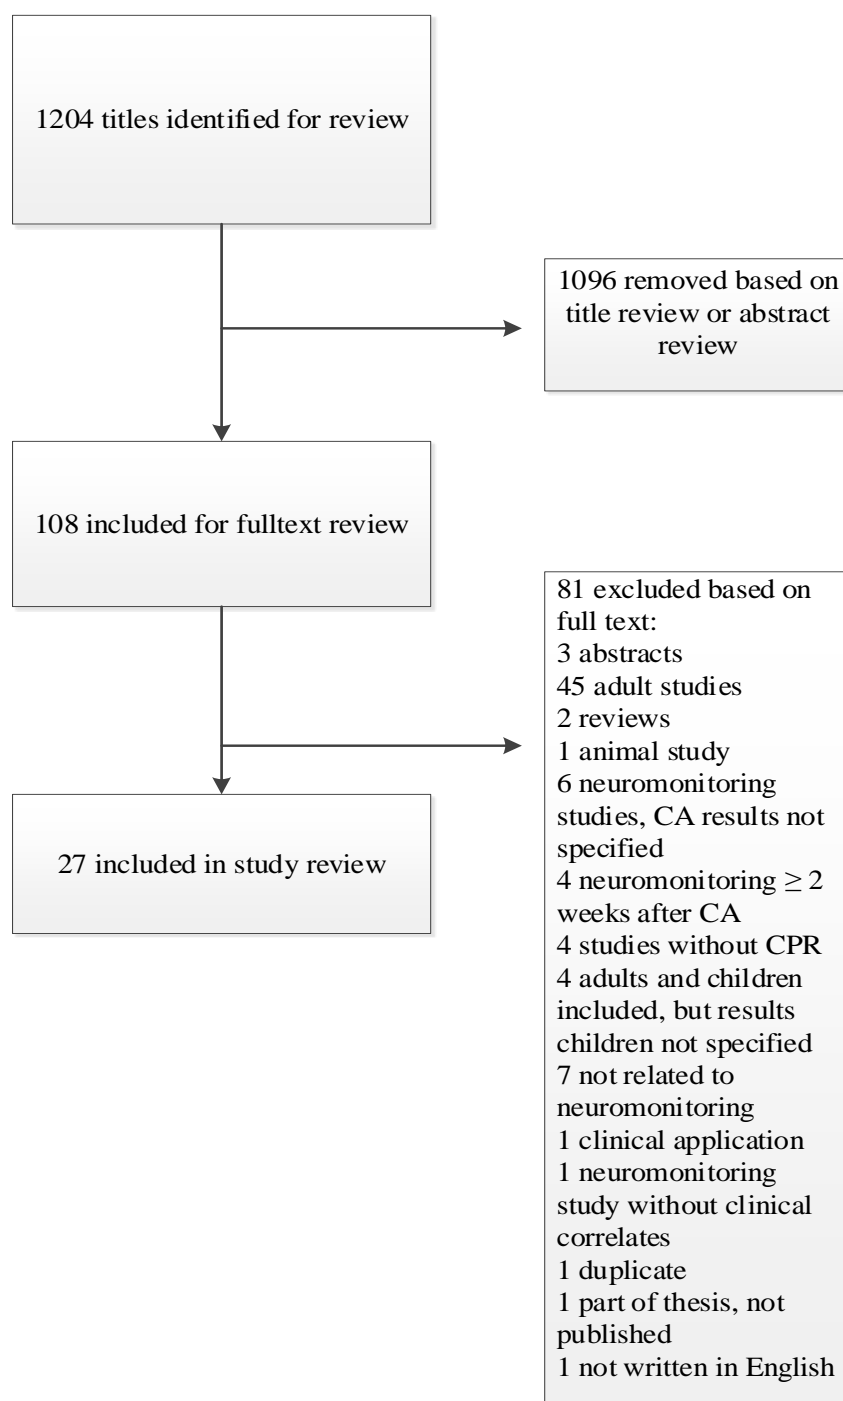 1204 titles identified for review
1096 removed based on
title review or abstract
review
108 included for fulltext review
81 excluded based on
full text:
3 abstracts
45 adult studies
2 reviews
1 animal study
6 neuromonitoring
studies, CA results not
specified
4 neuromonitoring ≥ 2
weeks after CA
4 studies without CPR
4 adults and children
included, but results
children not specified
7 not related to
neuromonitoring
1 clinical application
1 neuromonitoring
study without clinical
correlates
1 duplicate
1 part of thesis, not
published
1 not written in English
27 included in study review